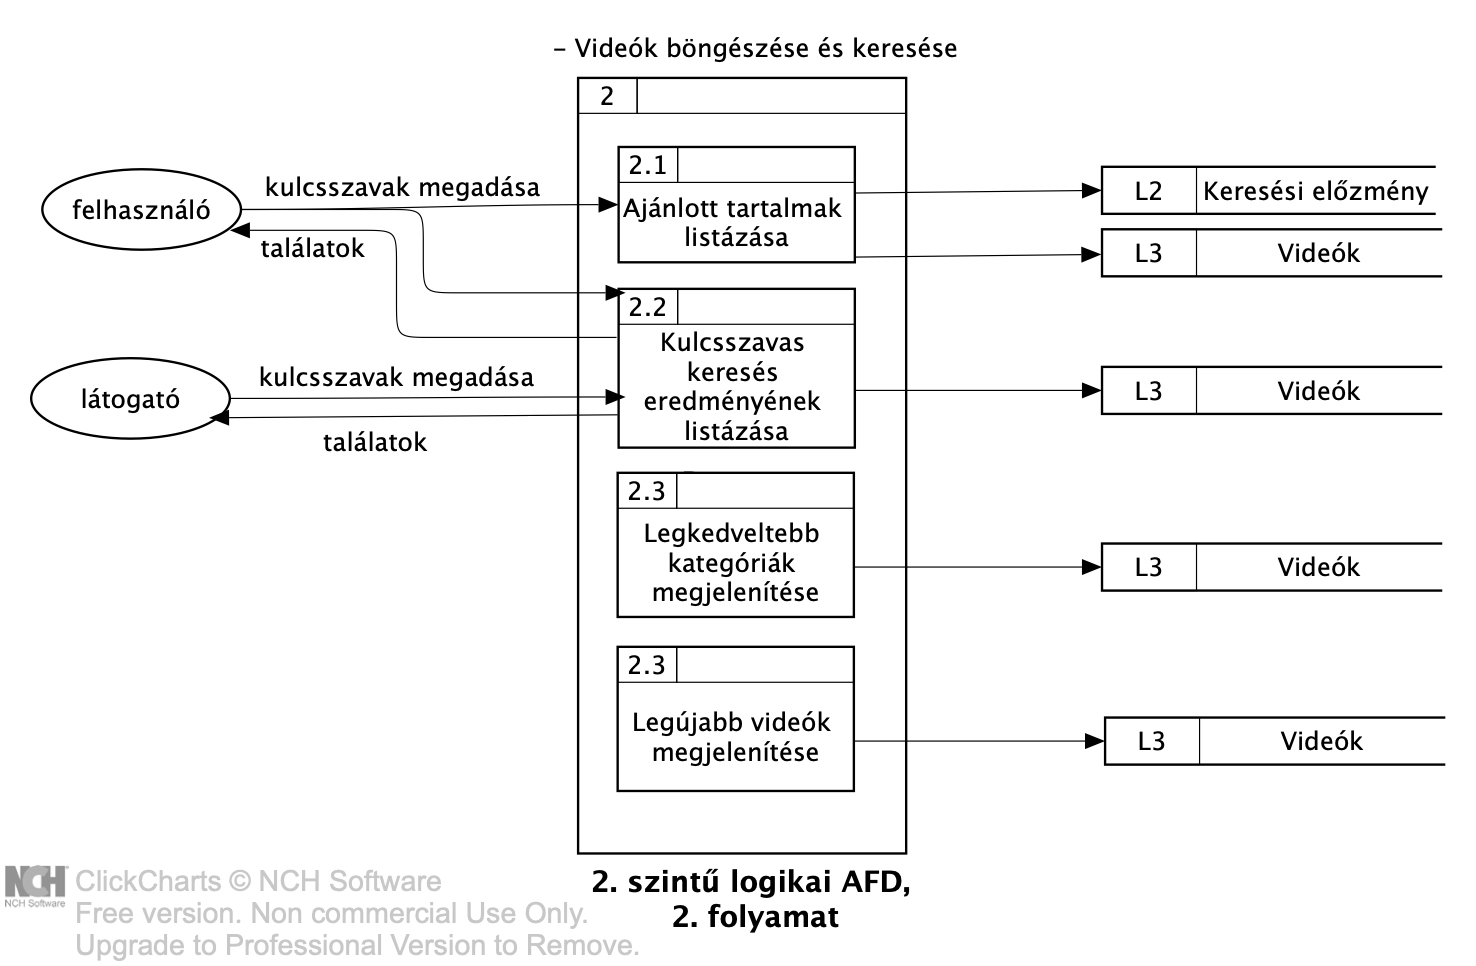 – Videók böngészése és keresése
2
2.1
Ajánlott tartalmak
listázása
felhasználó
kulcsszavak megadása
találatok
L2
Keresési előzmény
L3
Videók
2.2
Kulcsszavas
keresés
eredményének
listázása
látogató
kulcsszavak megadása
találatok
L3
Videók
2.3
Legkedveltebb
kategóriák
megjelenítése
L3
Videók
2.3
Legújabb videók
megjelenítése
L3
Videók
2. szintű logikai AFD,
2. folyamat
NCH
NCH Software
ClickCharts © NCH Software
Free version. Non commercial Use Only.
Upgrade to Professional Version to Remove.